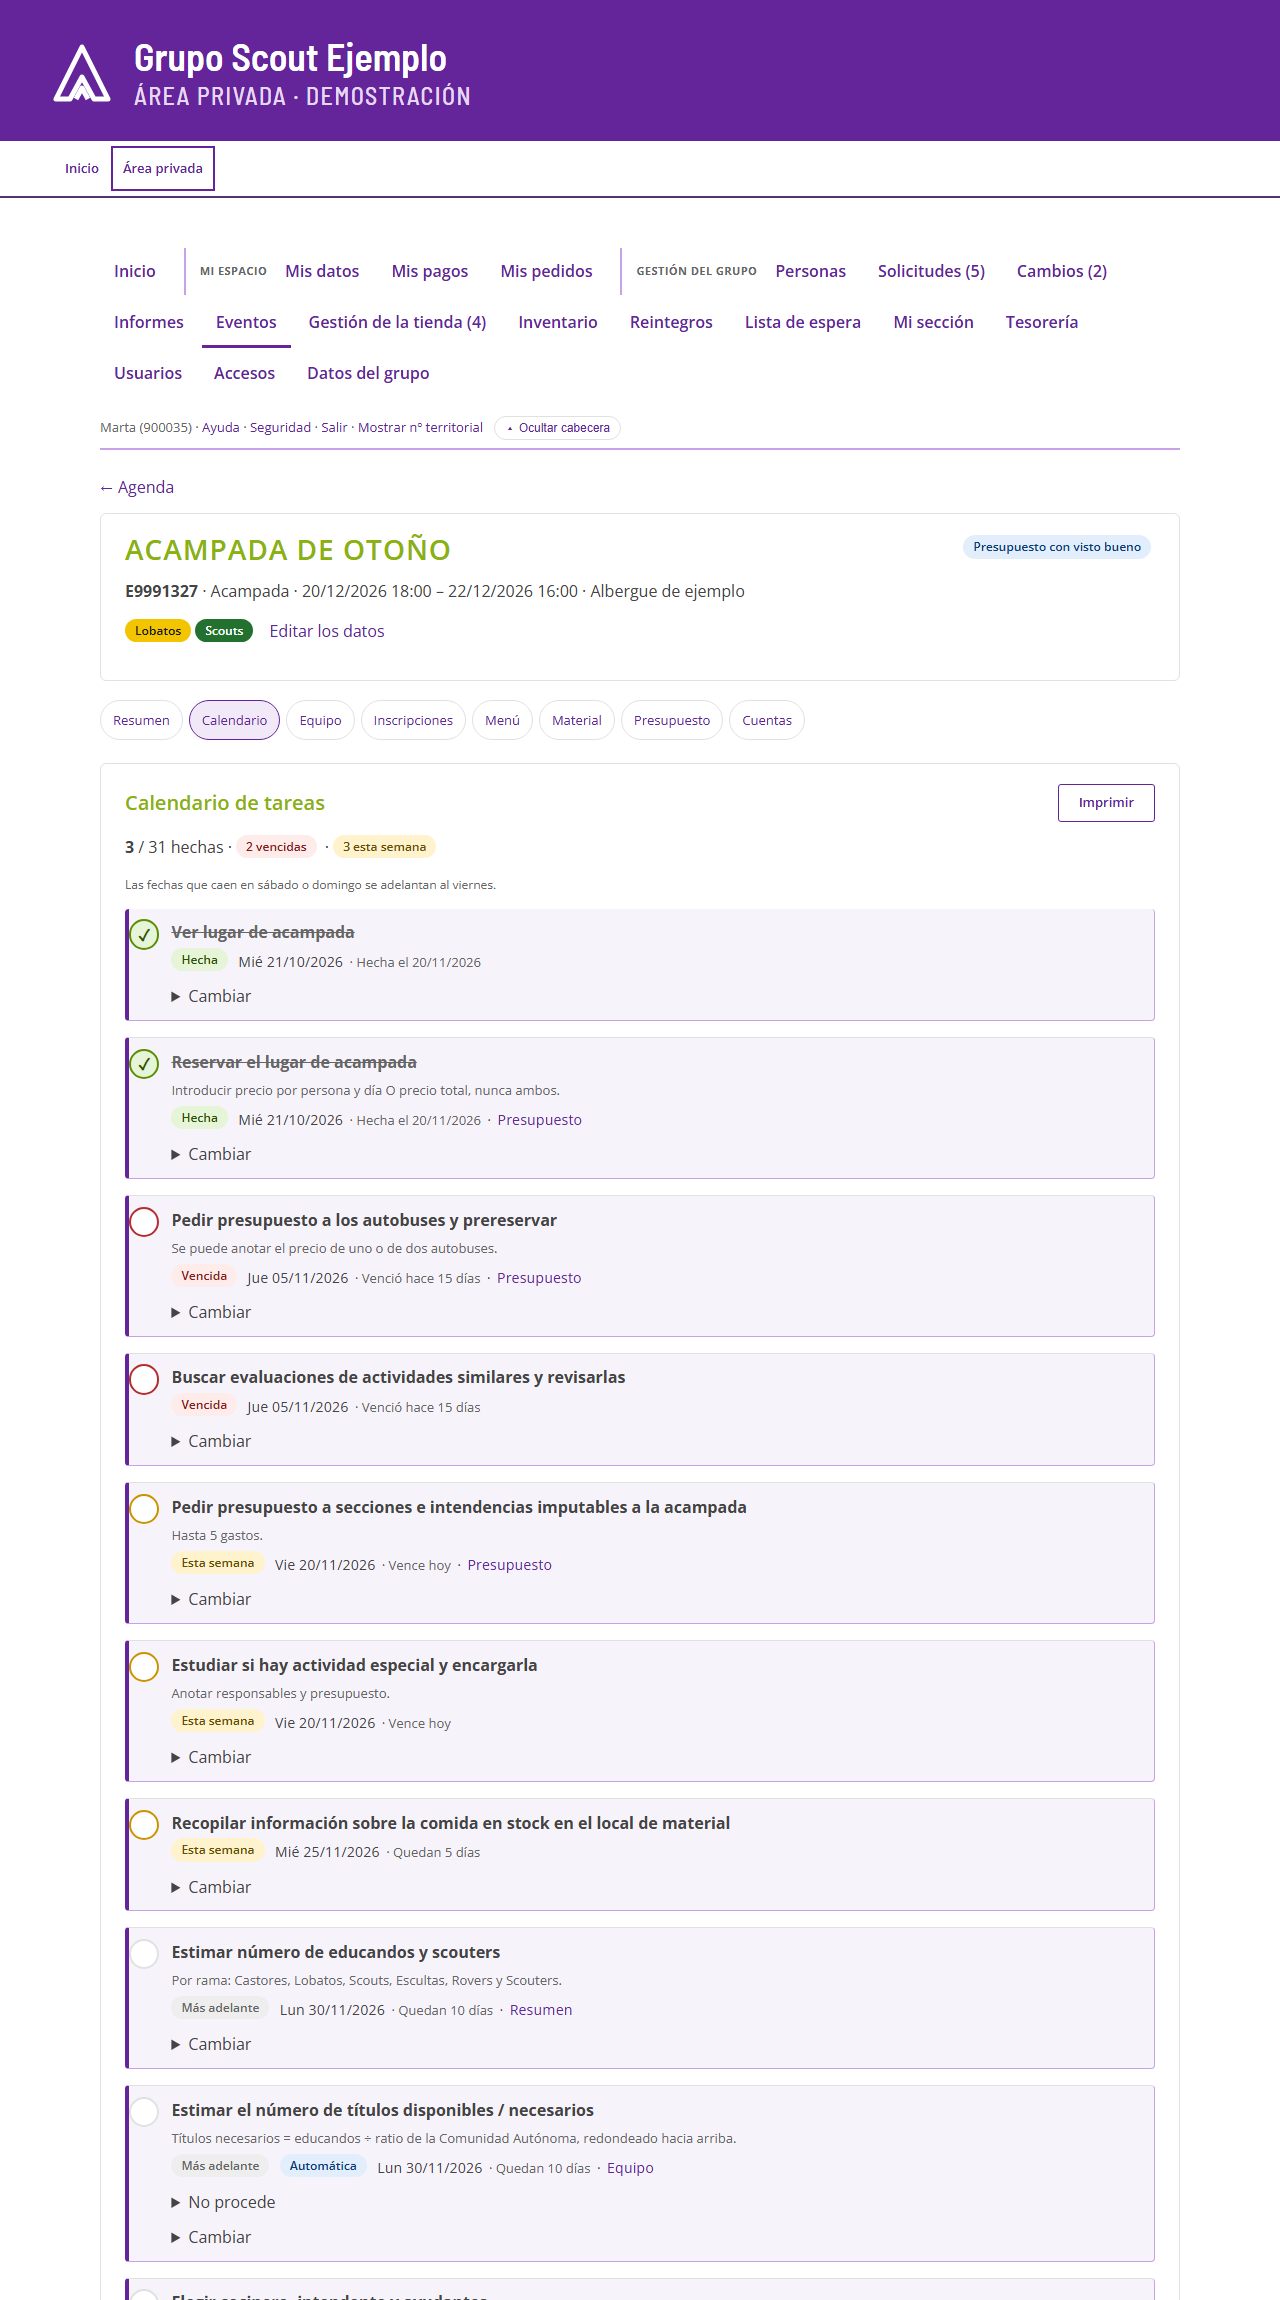 Grupo Scout Ejemplo
ÁREA PRIVADA · DEMOSTRACIÓN
Inicio Área privada
Inicio MI ESPACIO Mis datos Mis pagos Mis pedidos GESTIÓN DEL GRUPO Personas Solicitudes (5) Cambios (2)
Informes Eventos Gestión de la tienda (4) Inventario Reintegros Lista de espera Mi sección Tesorería
Usuarios Accesos Datos del grupo
Marta (900035) · Ayuda · Seguridad · Salir · Mostrar nº territorial ▲ Ocultar cabecera
← Agenda
ACAMPADA DE OTOÑO Presupuesto con visto bueno
E9991327 · Acampada · 20/12/2026 18:00 – 22/12/2026 16:00 · Albergue de ejemplo
Lobatos Scouts Editar los datos
Resumen Calendario Equipo Inscripciones Menú Material Presupuesto Cuentas
Calendario de tareas Imprimir
3 / 31 hechas · 2 vencidas · 3 esta semana
Las fechas que caen en sábado o domingo se adelantan al viernes.
✓ Ver lugar de acampada
Hecha Mié 21/10/2026 · Hecha el 20/11/2026
▶ Cambiar
✓ Reservar el lugar de acampada
Introducir precio por persona y día O precio total, nunca ambos.
Hecha Mié 21/10/2026 · Hecha el 20/11/2026 · Presupuesto
▶ Cambiar
Pedir presupuesto a los autobuses y prereservar
Se puede anotar el precio de uno o de dos autobuses.
Vencida Jue 05/11/2026 · Venció hace 15 días · Presupuesto
▶ Cambiar
Buscar evaluaciones de actividades similares y revisarlas
Vencida Jue 05/11/2026 · Venció hace 15 días
▶ Cambiar
Pedir presupuesto a secciones e intendencias imputables a la acampada
Hasta 5 gastos.
Esta semana Vie 20/11/2026 · Vence hoy · Presupuesto
▶ Cambiar
Estudiar si hay actividad especial y encargarla
Anotar responsables y presupuesto.
Esta semana Vie 20/11/2026 · Vence hoy
▶ Cambiar
Recopilar información sobre la comida en stock en el local de material
Esta semana Mié 25/11/2026 · Quedan 5 días
▶ Cambiar
Estimar número de educandos y scouters
Por rama: Castores, Lobatos, Scouts, Escultas, Rovers y Scouters.
Más adelante Lun 30/11/2026 · Quedan 10 días · Resumen
▶ Cambiar
Estimar el número de títulos disponibles / necesarios
Títulos necesarios = educandos ÷ ratio de la Comunidad Autónoma, redondeado hacia arriba.
Más adelante Automática Lun 30/11/2026 · Quedan 10 días · Equipo
▶ No procede
▶ Cambiar